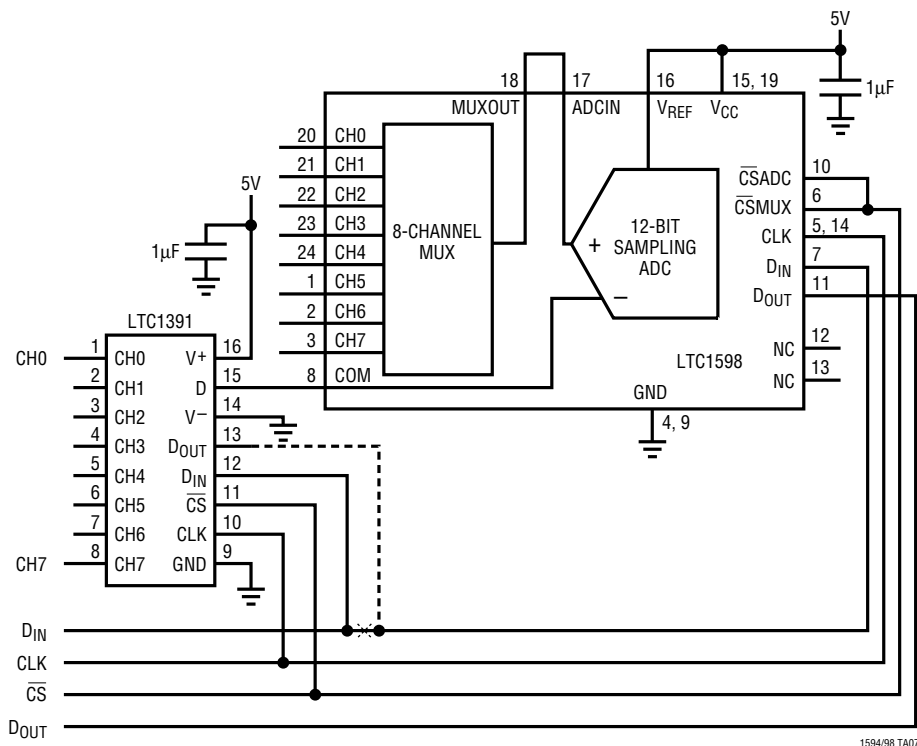 5V
1µF
18
17
16
15, 19
MUXOUT
ADCIN
VREF
VCC
20 CH0
21 CH1
22 CH2
23 CH3
24 CH4
1 CH5
2 CH6
3 CH7
8 COM
8-CHANNEL
MUX
+
12-BIT
SAMPLING
ADC
–
CSADC 10
CSMUX 6
CLK 5, 14
DIN 7
DOUT 11
NC 12
NC 13
LTC1598
GND
4, 9
5V
1µF
LTC1391
CH0 1 CH0 V+ 16
2 CH1 D 15
3 CH2 V– 14
4 CH3 DOUT 13
5 CH4 DIN 12
6 CH5 CS 11
7 CH6 CLK 10
CH7 8 CH7 GND 9
DIN
CLK
CS
DOUT
1594/98 TA07